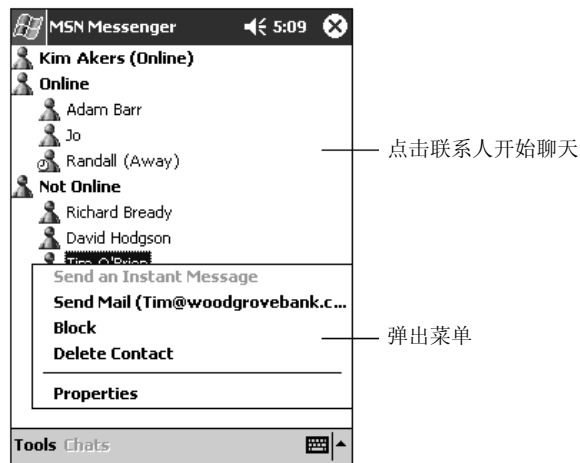 MSN Messenger 5:09
Kim Akers (Online)
Online
Adam Barr
Jo
Randall (Away)
点击联系人开始聊天
Not Online
Richard Bready
David Hodgson
Tim O'Brien
Send an Instant Message
Send Mail (Tim@woodgrovebank.c...
Block
弹出菜单
Delete Contact
Properties
Tools Chats